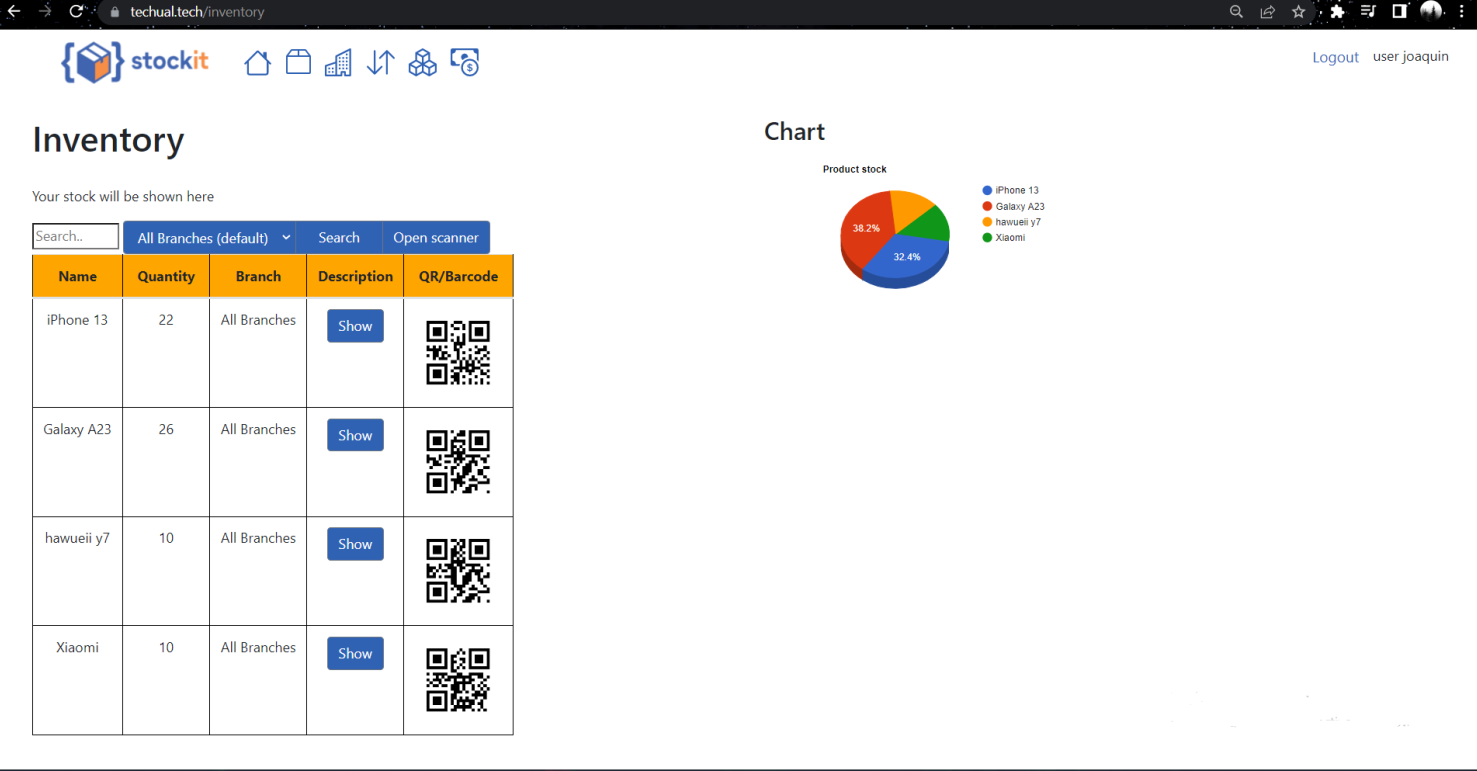 techual.tech/inventory
stockit
Logout user joaquin
Inventory
Your stock will be shown here
Search.. All Branches (default) Search Open scanner
Name Quantity Branch Description QR/Barcode
iPhone 13 22 All Branches Show
Galaxy A23 26 All Branches Show
hawueii y7 10 All Branches Show
Xiaomi 10 All Branches Show
Chart
Product stock
38.2%
32.4%
iPhone 13
Galaxy A23
hawueii y7
Xiaomi